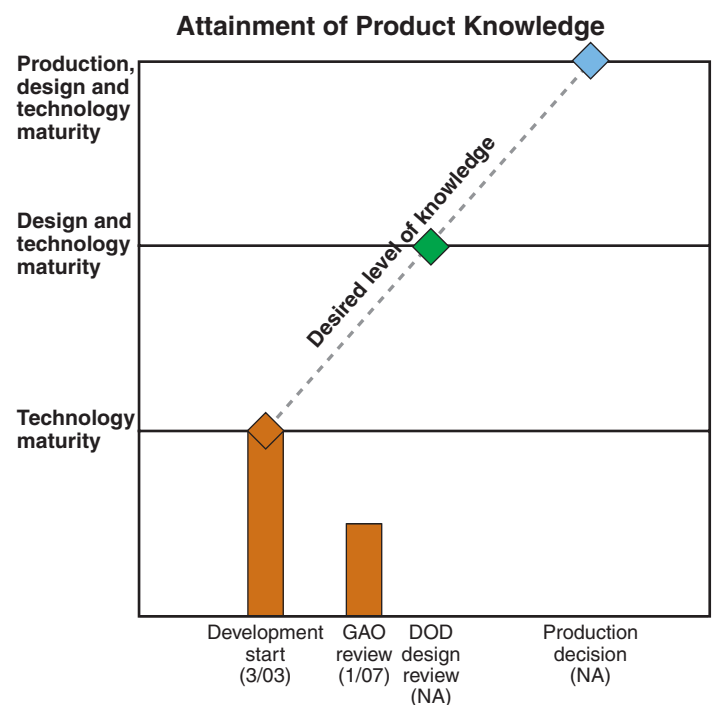 Attainment of Product Knowledge
Production,
design and
technology
maturity
Design and
technology
maturity
Technology
maturity
Desired level of knowledge
Development
start
(3/03)
GAO
review
(1/07)
DOD
design
review
(NA)
Production
decision
(NA)